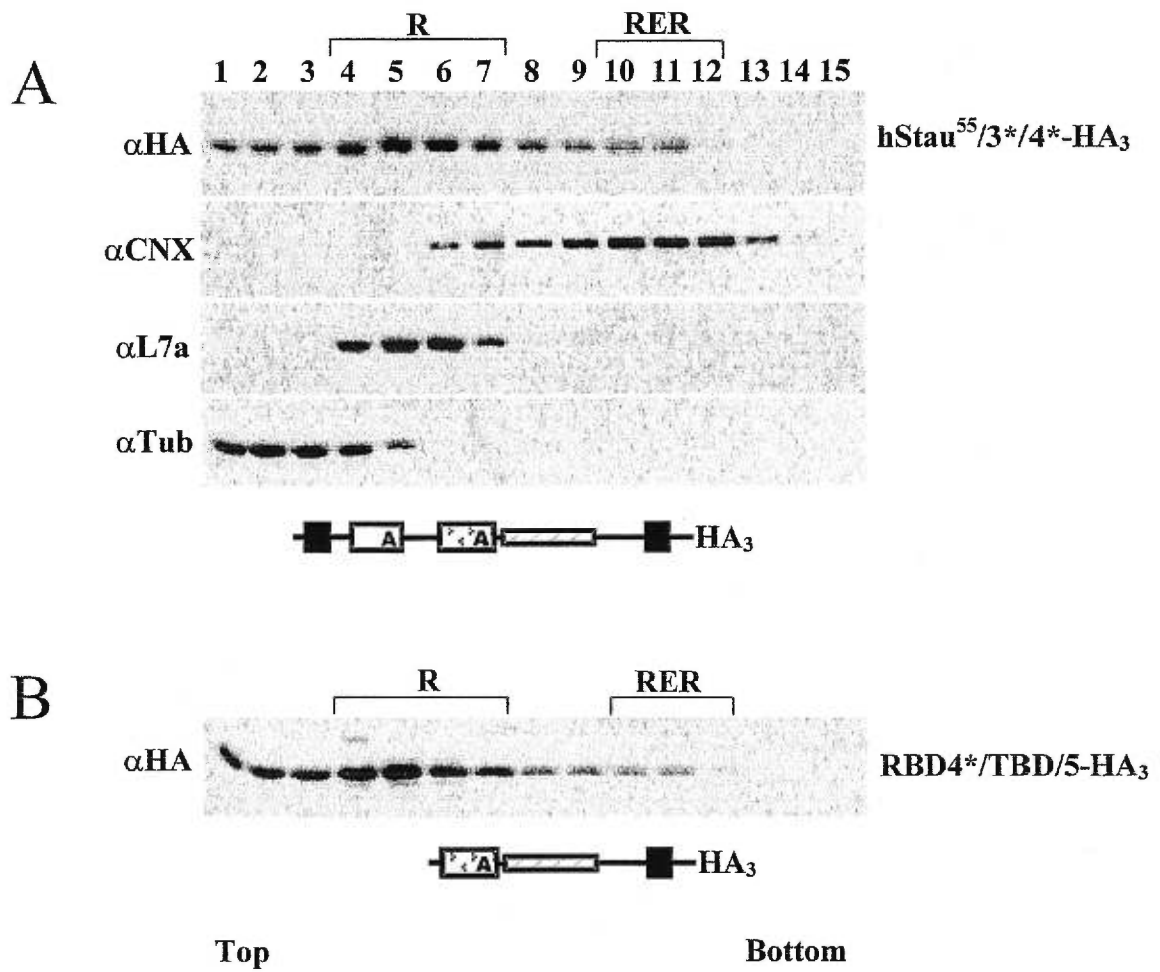 R RER
A
1 2 3 4 5 6 7 8 9 10 11 12 13 14 15
αHA hStau⁵⁵/3*/4*-HA₃
αCNX
αL7a
αTub
A A HA₃
B
R RER
αHA RBD4*/TBD/5-HA₃
A HA₃
Top Bottom